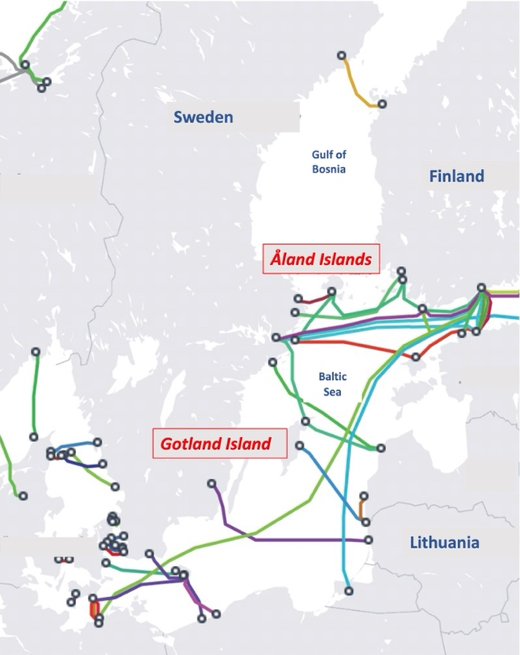 Sweden
Gulf of
Bosnia
Finland
Åland Islands
Baltic
Sea
Gotland Island
Lithuania